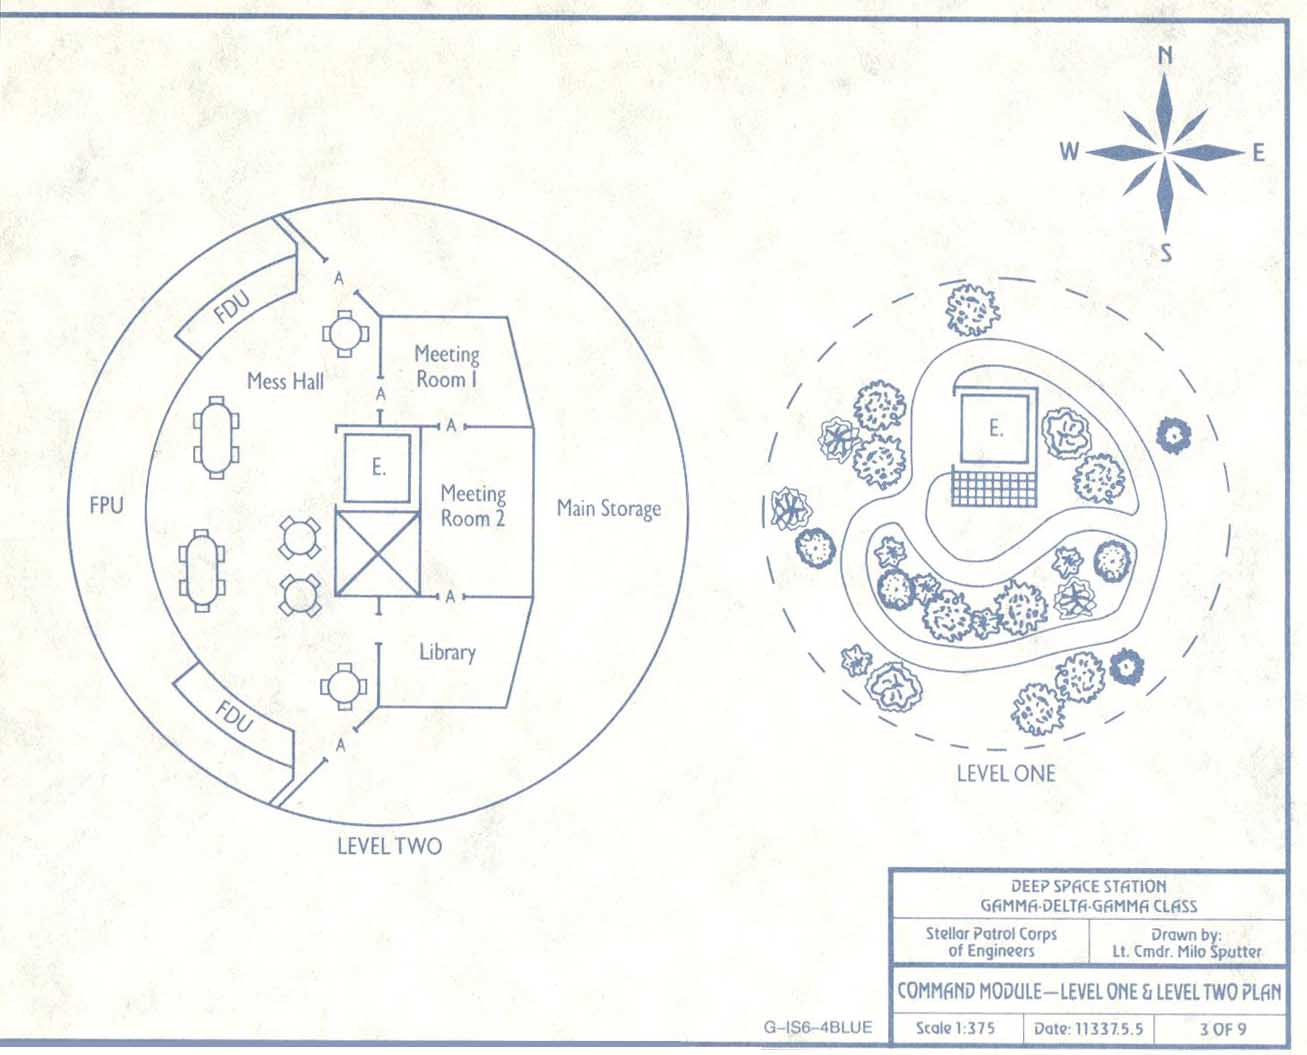 N
W
E
S
FDU
A
Mess Hall
Meeting
Room 1
A
A
E.
E.
FPU
Meeting
Room 2
Main Storage
A
Library
FDU
A
LEVEL ONE
LEVEL TWO
DEEP SPACE STATION
GAMMA-DELTA-GAMMA CLASS
Stellar Patrol Corps
of Engineers
Drawn by:
Lt. Cmdr. Milo Sputter
COMMAND MODULE—LEVEL ONE & LEVEL TWO PLAN
G–IS6–4BLUE
Scale 1:375
Date: 11337.5.5
3 OF 9